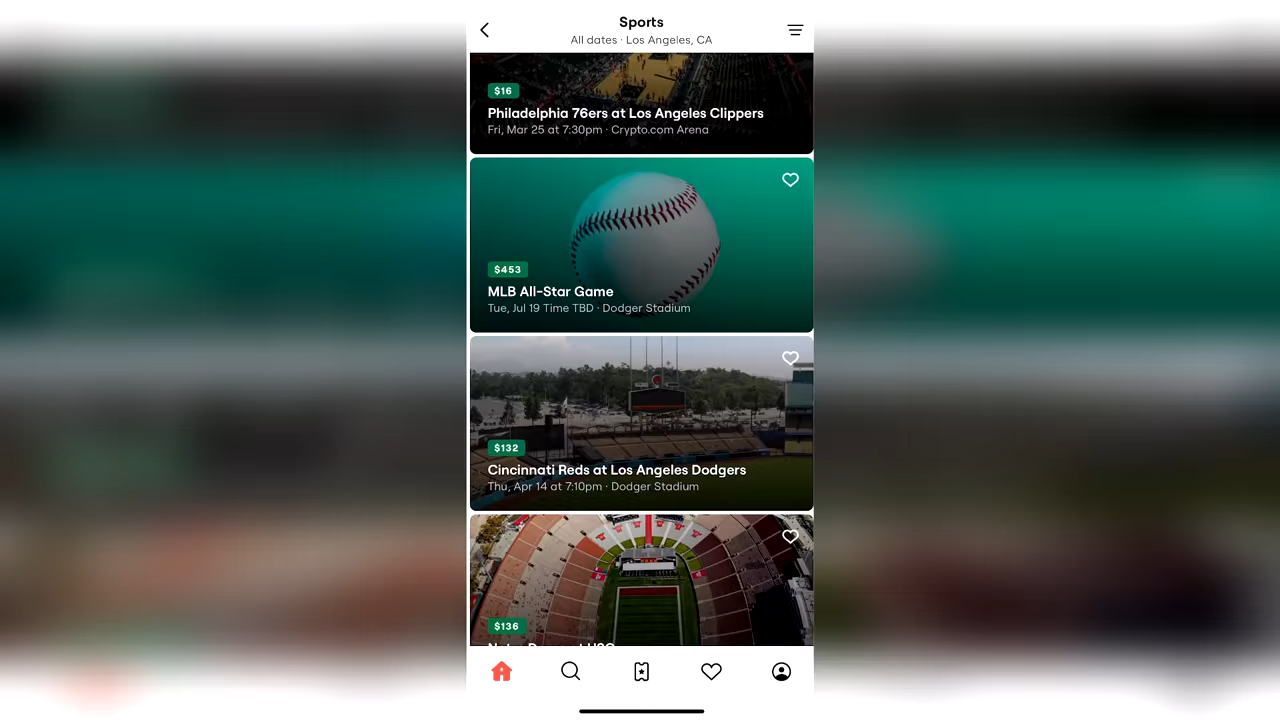 Sports
All dates · Los Angeles, CA
$16
Philadelphia 76ers at Los Angeles Clippers
Fri, Mar 25 at 7:30pm · Crypto.com Arena
$453
MLB All-Star Game
Tue, Jul 19 Time TBD · Dodger Stadium
$132
Cincinnati Reds at Los Angeles Dodgers
Thu, Apr 14 at 7:10pm · Dodger Stadium
$136